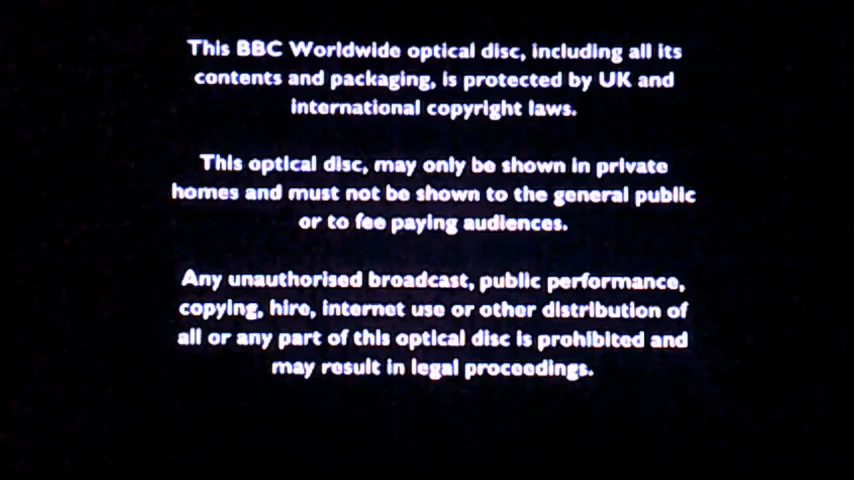 This BBC Worldwide optical disc, including all its
contents and packaging, is protected by UK and
international copyright laws.
This optical disc, may only be shown in private
homes and must not be shown to the general public
or to fee paying audiences.
Any unauthorised broadcast, public performance,
copying, hire, internet use or other distribution of
all or any part of this optical disc is prohibited and
may result in legal proceedings.